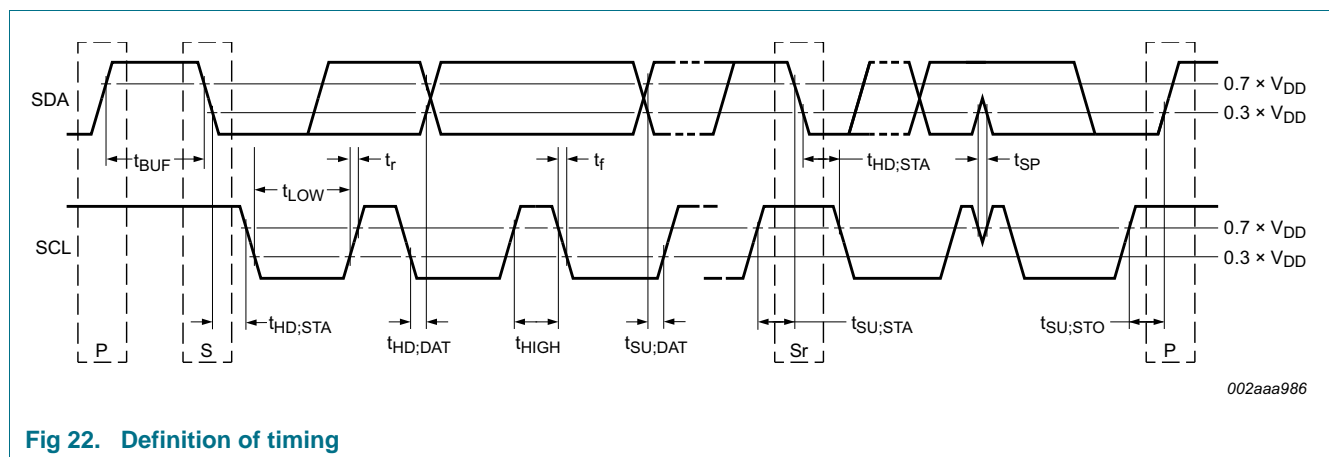 SDA
0.7 × VDD
0.3 × VDD
tBUF
tLOW
tr
tf
tHD;STA
tSP
SCL
0.7 × VDD
0.3 × VDD
tHD;STA
tHD;DAT
tHIGH
tSU;DAT
tSU;STA
tSU;STO
P
S
Sr
P
002aaa986
Fig 22. Definition of timing